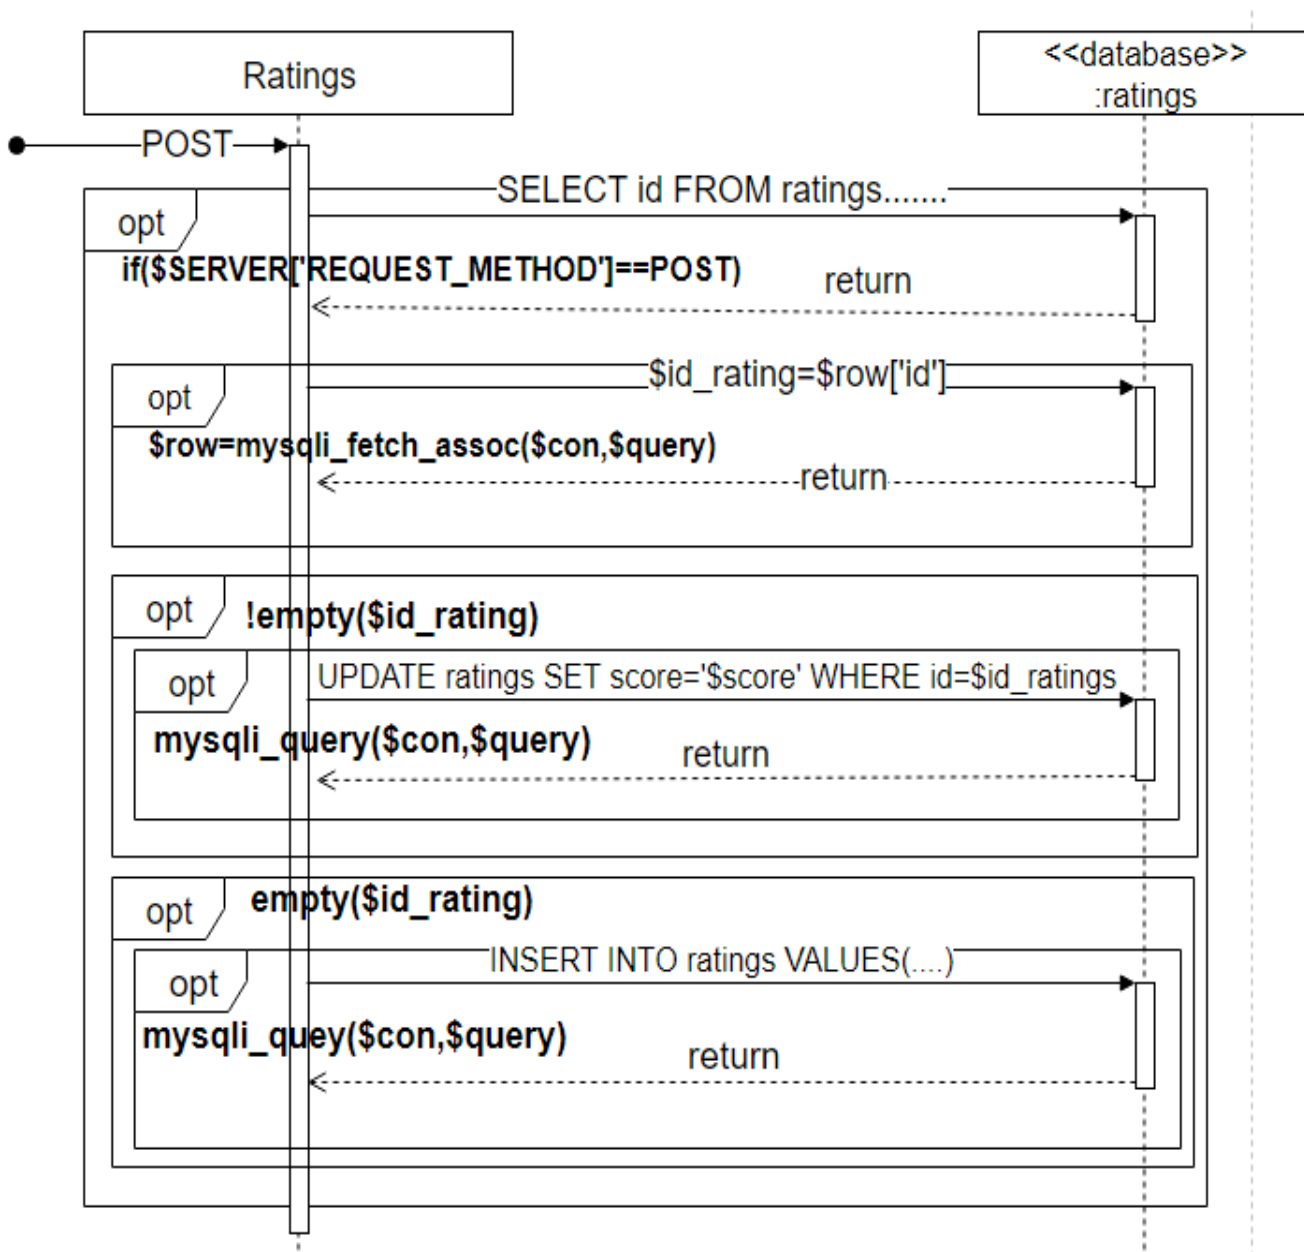 Ratings
<<database>>
:ratings
POST
SELECT id FROM ratings.......
opt
if($SERVER['REQUEST_METHOD']==POST)
return
$id_rating=$row['id']
opt
$row=mysqli_fetch_assoc($con,$query)
return
opt
!empty($id_rating)
UPDATE ratings SET score='$score' WHERE id=$id_ratings
opt
mysqli_query($con,$query)
return
opt
empty($id_rating)
INSERT INTO ratings VALUES(....)
opt
mysqli_quey($con,$query)
return